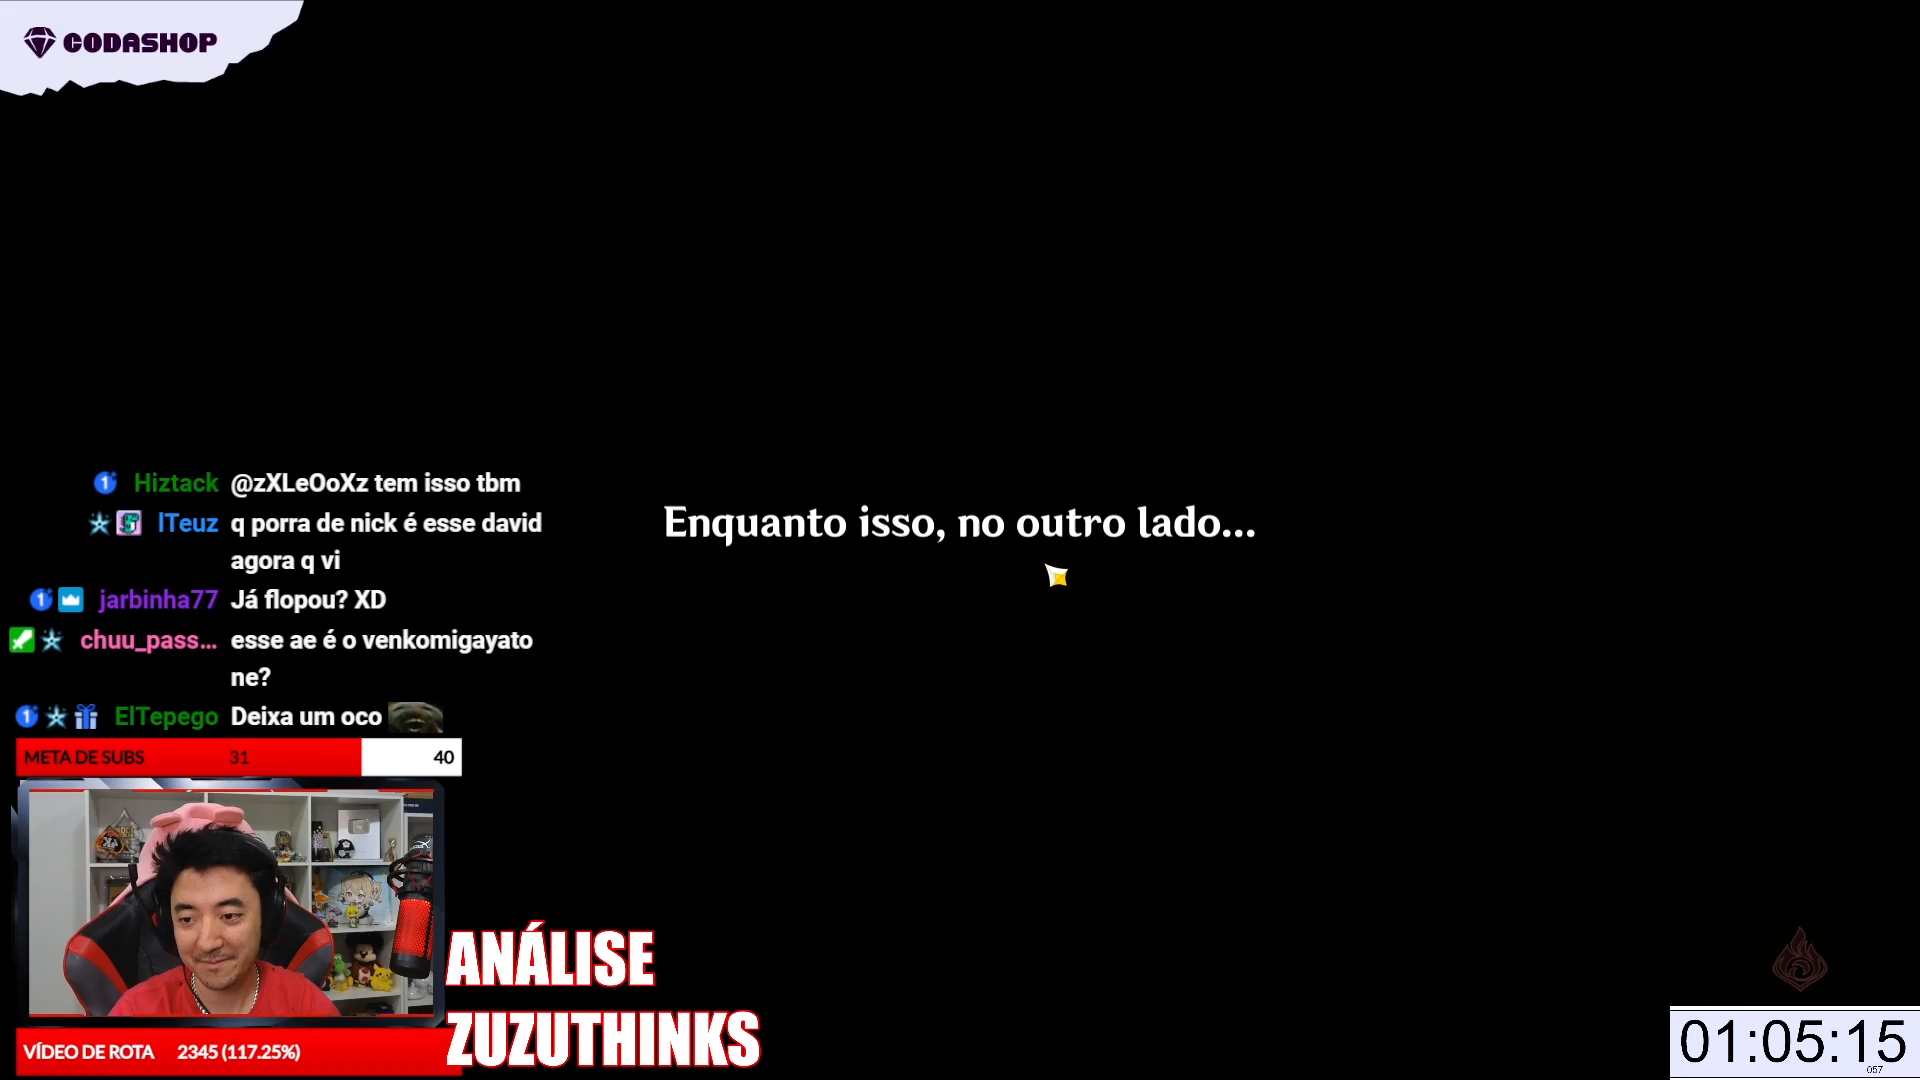 CODASHOP
Hiztack @zXLeOoXz tem isso tbm
lTeuz q porra de nick é esse david
agora q vi
jarbinha77 Já flopou? XD
chuu_pass... esse ae é o venkomigayato
ne?
ElTepego Deixa um oco
Enquanto isso, no outro lado...
META DE SUBS 31 40
ANÁLISE
ZUZUTHINKS
VÍDEO DE ROTA 2345 (117.25%)
01:05:15
057